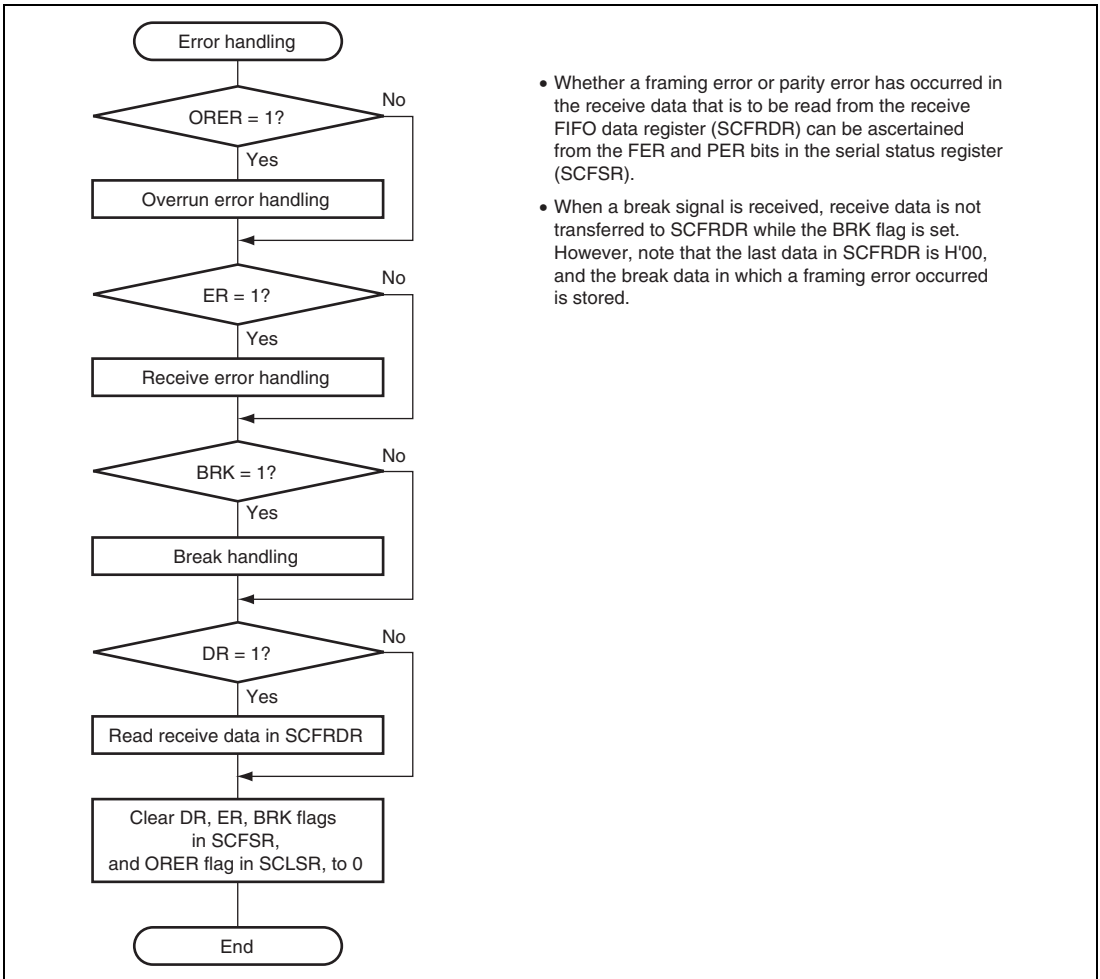 Error handling
ORER = 1?
No
Yes
Overrun error handling
ER = 1?
No
Yes
Receive error handling
BRK = 1?
No
Yes
Break handling
DR = 1?
No
Yes
Read receive data in SCFRDR
Clear DR, ER, BRK flags
in SCFSR,
and ORER flag in SCLSR, to 0
End
• Whether a framing error or parity error has occurred in
the receive data that is to be read from the receive
FIFO data register (SCFRDR) can be ascertained
from the FER and PER bits in the serial status register
(SCFSR).
• When a break signal is received, receive data is not
transferred to SCFRDR while the BRK flag is set.
However, note that the last data in SCFRDR is H'00,
and the break data in which a framing error occurred
is stored.